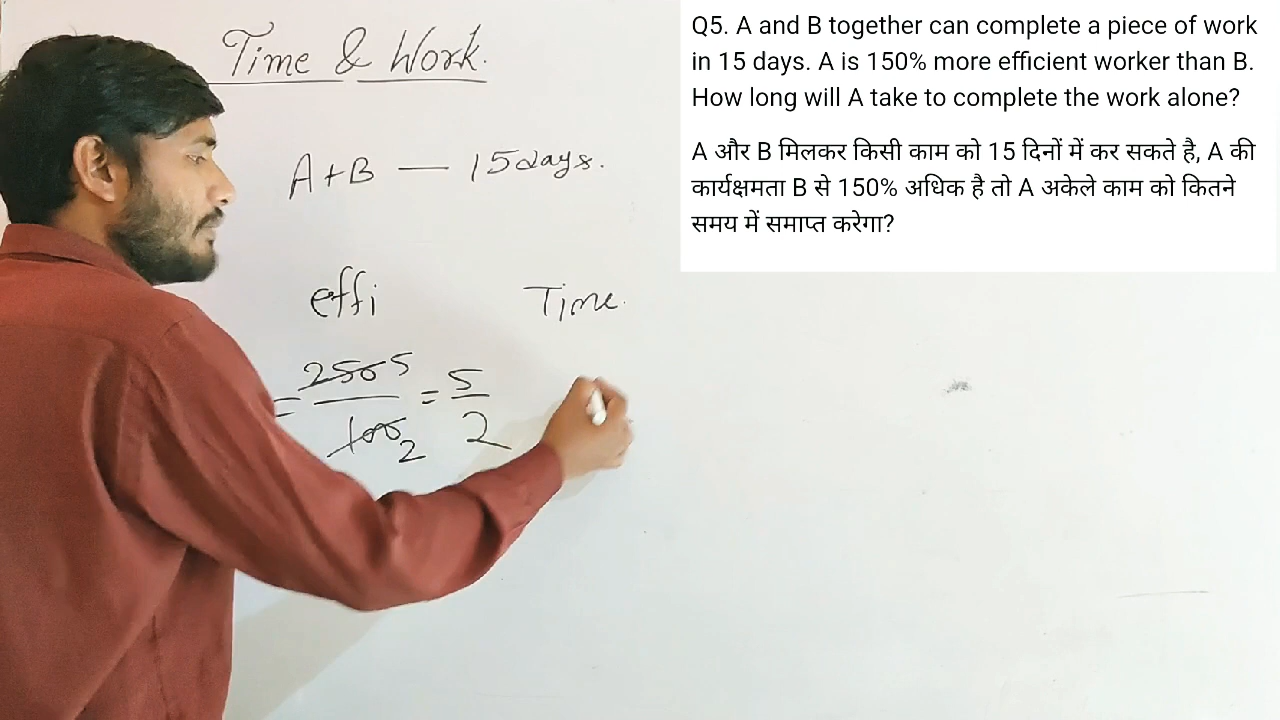 Time & Work.
A+B — 15 days.
effi Time.
= 250 5 / 100 2 = 5 / 2
Q5. A and B together can complete a piece of work
in 15 days. A is 150% more efficient worker than B.
How long will A take to complete the work alone?
A और B मिलकर किसी काम को 15 दिनों में कर सकते है, A की
कार्यक्षमता B से 150% अधिक है तो A अकेले काम को कितने
समय में समाप्त करेगा?